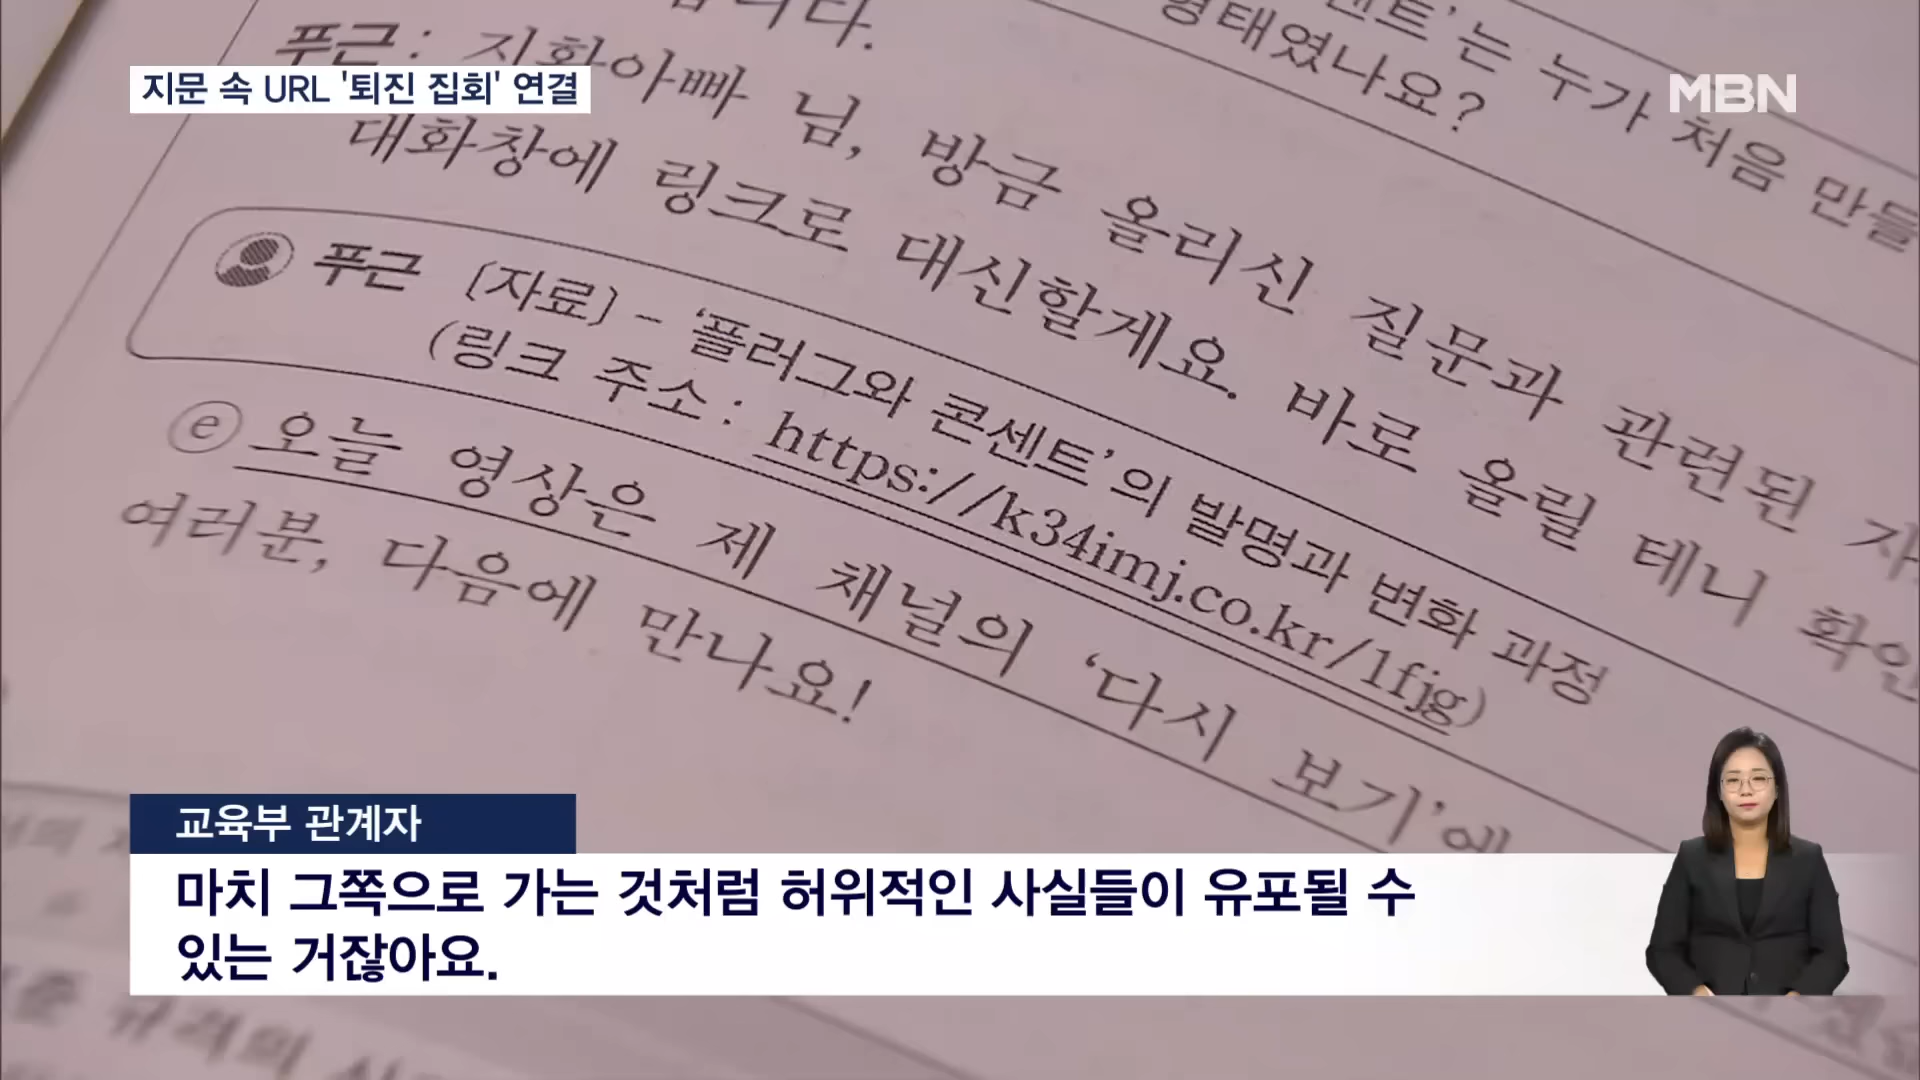 지문 속 URL '퇴진 집회' 연결
MBN
콘센트’는 누가 처음 만들
형태였나요?
푸근: 지화아빠 님, 방금 올리신 질문과 관련된
대화창에 링크로 대신할게요. 바로 올릴 테니 확인
푸근 [자료] - ‘플러그와 콘센트’의 발명과 변화 과정
(링크 주소: https://k34imj.co.kr/1fjg)
ⓔ 오늘 영상은 제 채널의 ‘다시 보기’에
여러분, 다음에 만나요!
교육부 관계자
마치 그쪽으로 가는 것처럼 허위적인 사실들이 유포될 수
있는 거잖아요.
규격의